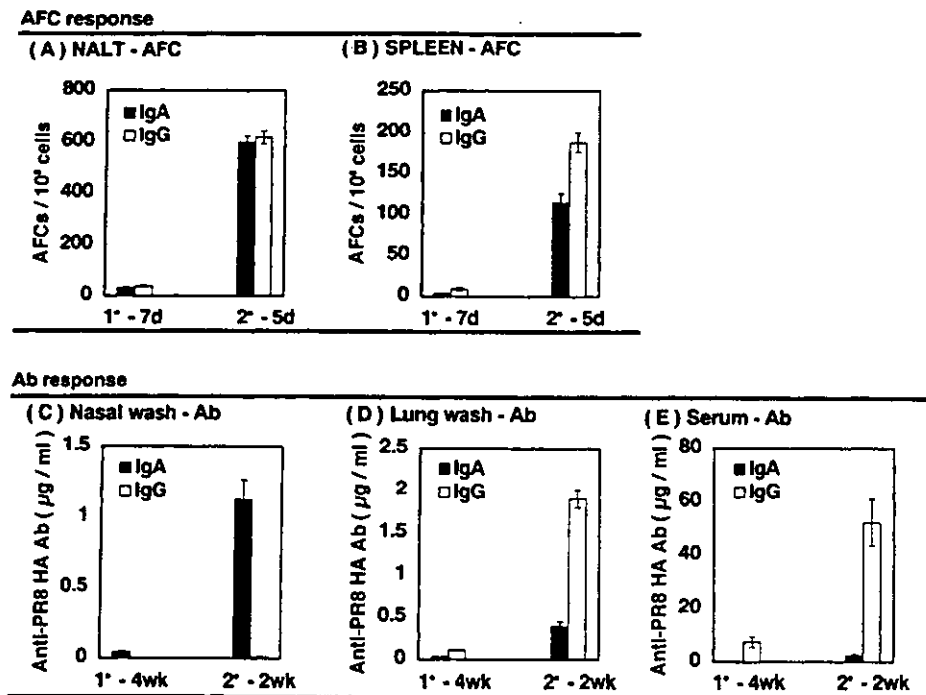 AFC response
( A ) NALT - AFC
800
600
400
200
0
AFCs / 10⁶ cells
IgA
IgG
1° - 7d
2° - 5d
( B ) SPLEEN - AFC
250
200
150
100
50
0
AFCs / 10⁶ cells
IgA
IgG
1° - 7d
2° - 5d
Ab response
( C ) Nasal wash - Ab
1.5
1
0.5
0
Anti-PR8 HA Ab ( µg / ml )
IgA
IgG
1° - 4wk
2° - 2wk
( D ) Lung wash - Ab
2.5
2
1.5
1
0.5
0
Anti-PR8 HA Ab ( µg / ml )
IgA
IgG
1° - 4wk
2° - 2wk
( E ) Serum - Ab
80
60
40
20
0
Anti-PR8 HA Ab ( µg / ml )
IgA
IgG
1° - 4wk
2° - 2wk